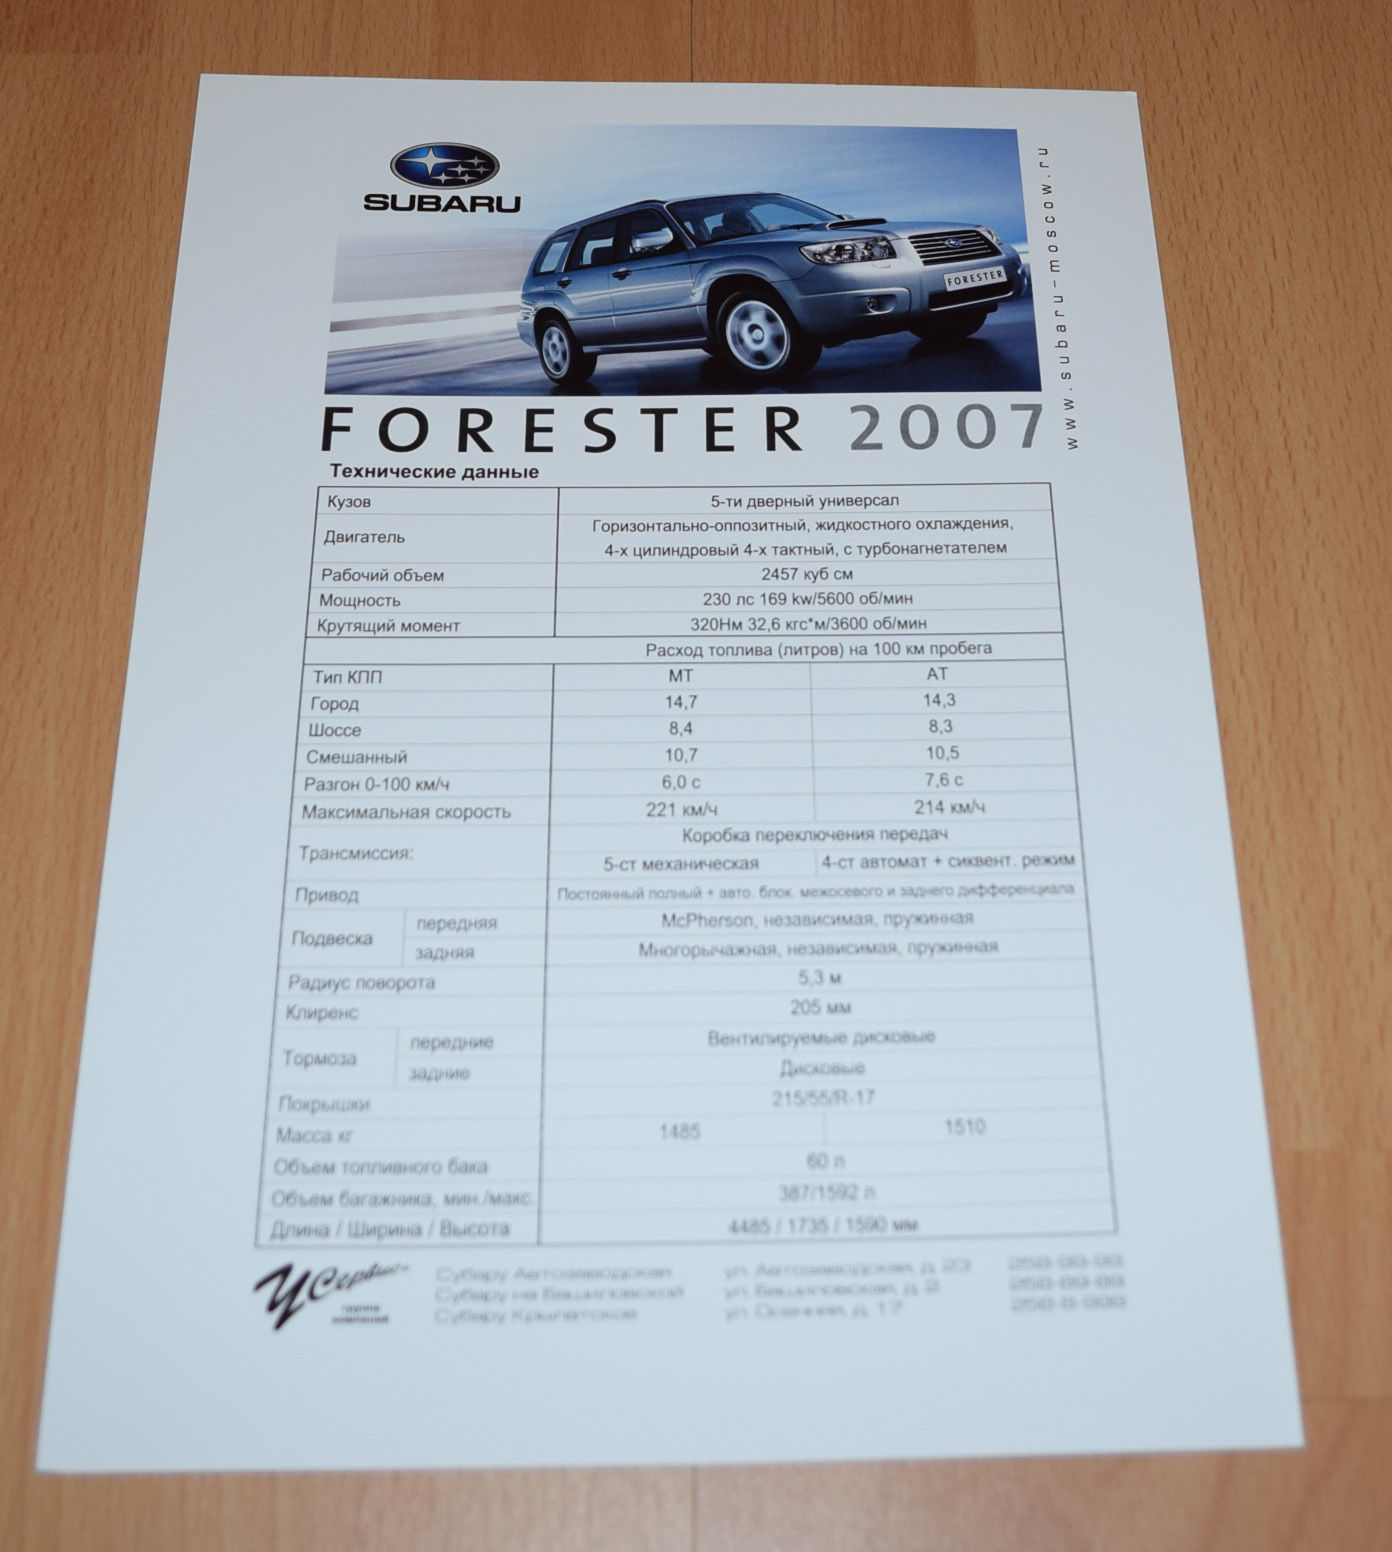 SUBARU
FORESTER
www.subaru-moscow.ru
FORESTER 2007
Технические данные
Кузов 5-ти дверный универсал
Двигатель Горизонтально-оппозитный, жидкостного охлаждения,
4-х цилиндровый 4-х тактный, с турбонагнетателем
Рабочий объем 2457 куб см
Мощность 230 лс 169 kw/5600 об/мин
Крутящий момент 320Нм 32,6 кгс*м/3600 об/мин
Расход топлива (литров) на 100 км пробега
Тип КПП МТ АТ
Город 14,7 14,3
Шоссе 8,4 8,3
Смешанный 10,7 10,5
Разгон 0-100 км/ч 6,0 с 7,6 с
Максимальная скорость 221 км/ч 214 км/ч
Трансмиссия: Коробка переключения передач
5-ст механическая 4-ст автомат + сиквент. режим
Привод Постоянный полный + авто. блок. межосевого и заднего дифференциала
Подвеска передняя McPherson, независимая, пружинная
задняя Многорычажная, независимая, пружинная
Радиус поворота 5,3 м
Клиренс 205 мм
Тормоза передние Вентилируемые дисковые
задние Дисковые
Покрышки 215/55/R-17
Масса кг 1485 1510
Объем топливного бака 60 л
Объем багажника, мин./макс. 387/1592 л
Длина / Ширина / Высота 4485 / 1735 / 1590 мм
У Сервис
группа
компаний
Субару Автозаводская ул. Автозаводская, д. 23
Субару на Вашиловской ул. Вашиловская, д. 2
Субару Крылатское ул. Осенняя, д. 17